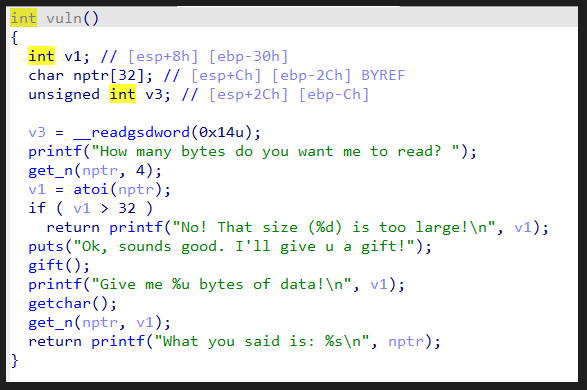 int vuln()
{
  int v1; // [esp+8h] [ebp-30h]
  char nptr[32]; // [esp+Ch] [ebp-2Ch] BYREF
  unsigned int v3; // [esp+2Ch] [ebp-Ch]

  v3 = __readgsdword(0x14u);
  printf("How many bytes do you want me to read? ");
  get_n(nptr, 4);
  v1 = atoi(nptr);
  if ( v1 > 32 )
    return printf("No! That size (%d) is too large!\n", v1);
  puts("Ok, sounds good. I'll give u a gift!");
  gift();
  printf("Give me %u bytes of data!\n", v1);
  getchar();
  get_n(nptr, v1);
  return printf("What you said is: %s\n", nptr);
}